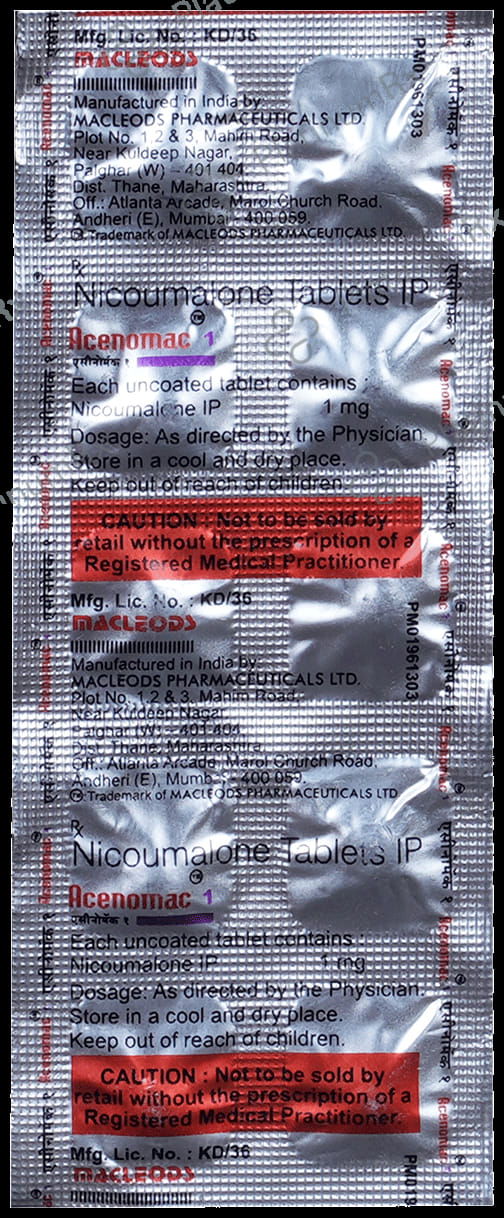 Mfg. Lic. No. : KD/36
MACLEODS
Manufactured in India by
MACLEODS PHARMACEUTICALS LTD.
Plot No. 1,2 & 3, Mahim Road,
Near Kuldeep Nagar,
Palghar (W) - 401 404.
Dist. Thane, Maharashtra.
Off.: Atlanta Arcade, Marol Church Road,
Andheri (E), Mumbai - 400 059.
TM Trademark of MACLEODS PHARMACEUTICALS LTD.
PM01961303
Rx
Nicoumalone Tablets IP
Acenomac™ 1
एसीनोमॅक १
Each uncoated tablet contains :
Nicoumalone IP 1 mg
Dosage: As directed by the Physician.
Store in a cool and dry place.
Keep out of reach of children.
CAUTION : Not to be sold by
retail without the prescription of a
Registered Medical Practitioner.
Mfg. Lic. No. : KD/36
MACLEODS
Manufactured in India by
MACLEODS PHARMACEUTICALS LTD.
Plot No. 1,2 & 3, Mahim Road,
Near Kuldeep Nagar
Palghar (W) - 401 404.
Dist. Thane, Maharashtra
Off.: Atlanta Arcade, Marol Church Road,
Andheri (E), Mumbai - 400 059.
TM Trademark of MACLEODS PHARMACEUTICALS LTD
PM01961303
Rx
Nicoumalone Tablets IP
Acenomac™ 1
एसीनोमॅक १
Each uncoated tablet contains :
Nicoumalone IP 1 mg
Dosage: As directed by the Physician.
Store in a cool and dry place.
Keep out of reach of children.
CAUTION : Not to be sold by
retail without the prescription of a
Registered Medical Practitioner.
Mfg. Lic. No. : KD/36
MACLEODS
PM019